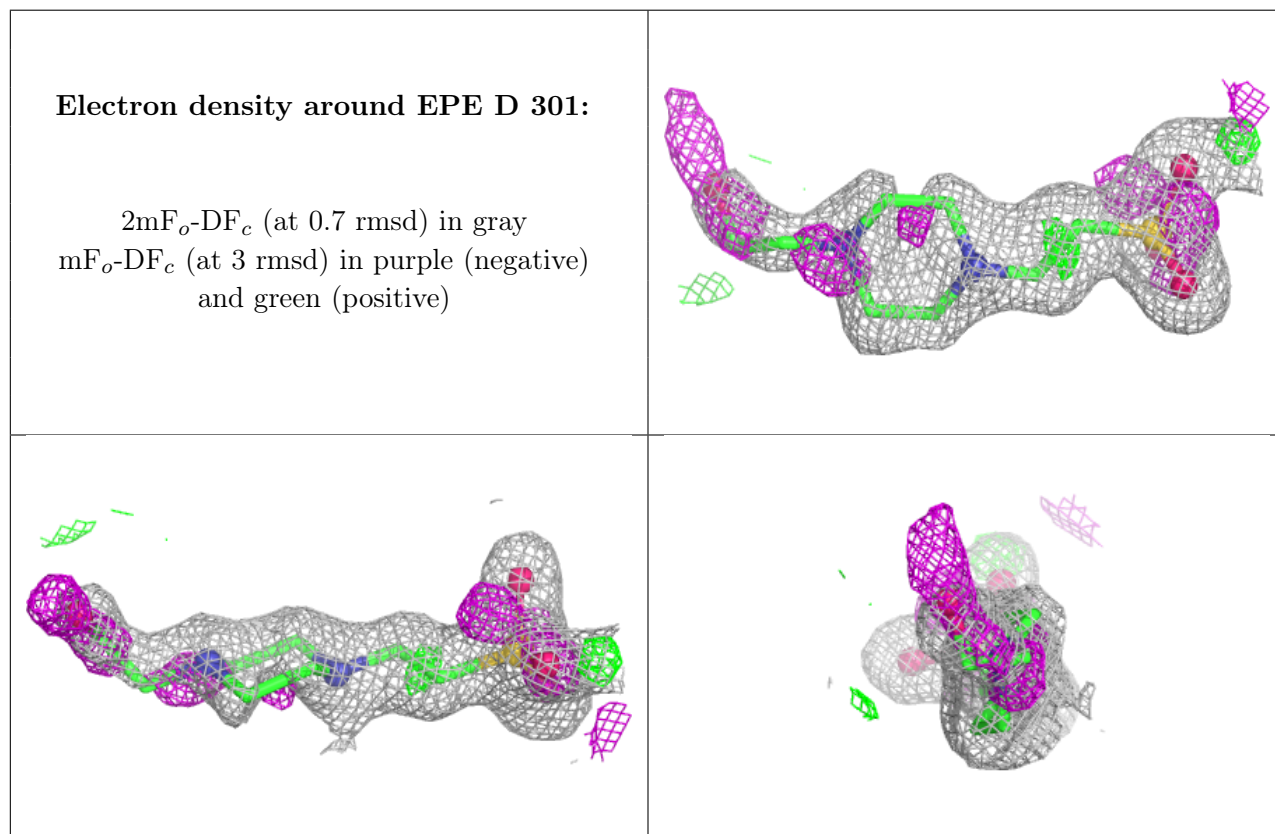 Electron density around EPE D 301:
2mFₒ-DF𝒸 (at 0.7 rmsd) in gray
mFₒ-DF𝒸 (at 3 rmsd) in purple (negative)
and green (positive)